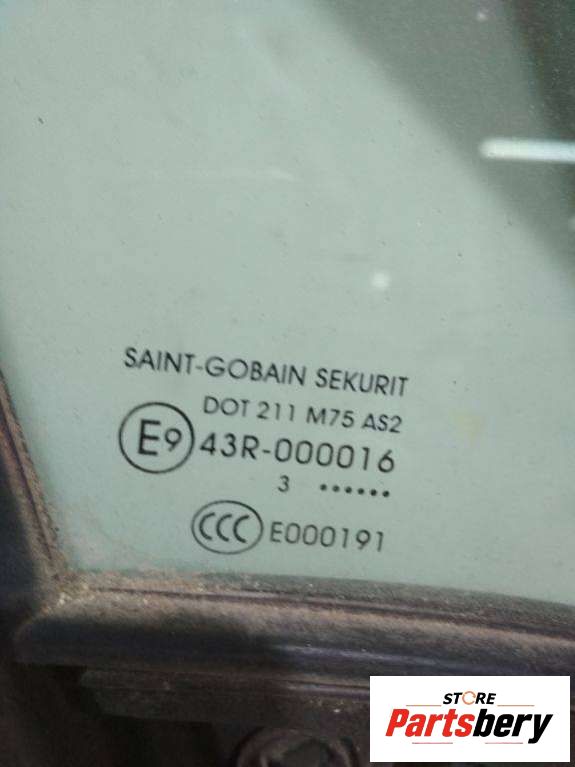 SAINT-GOBAIN SEKURIT
DOT 211 M75 AS2
E9 43R-000016
3 ······
CCC E000191
STORE
Partsbery